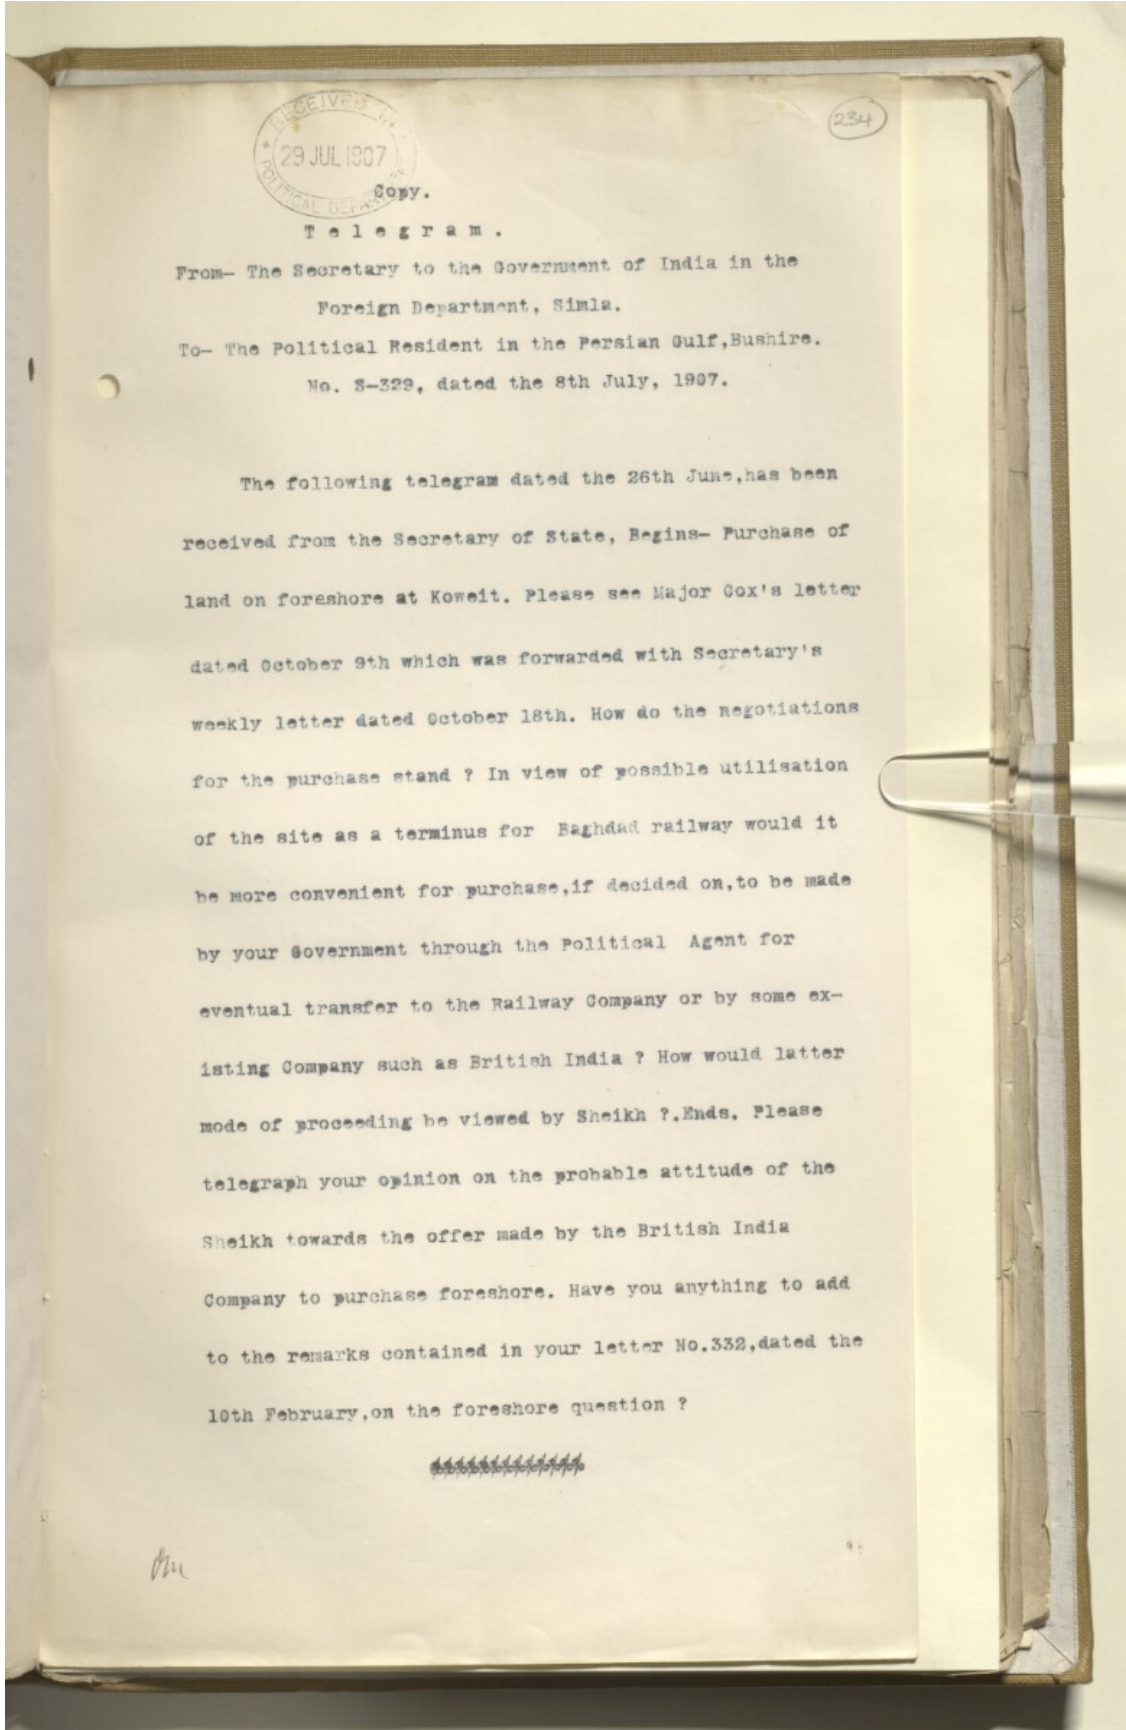 RECEIVED IN
234
29 JUL 1907
POLITICAL DEPARTMENT
Copy.
Telegram.
From— The Secretary to the Government of India in the
Foreign Department, Simla.
To— The Political Resident in the Persian Gulf,Bushire.
No. S-329, dated the 8th July, 1907.
The following telegram dated the 26th June,has been
received from the Secretary of State, Begins— Purchase of
land on foreshore at Koweit. Please see Major Cox's letter
dated October 9th which was forwarded with Secretary's
weekly letter dated October 18th. How do the negotiations
for the purchase stand ? In view of possible utilisation
of the site as a terminus for Baghdad railway would it
be more convenient for purchase,if decided on,to be made
by your Government through the Political Agent for
eventual transfer to the Railway Company or by some ex-
isting Company such as British India ? How would latter
mode of proceeding be viewed by Sheikh ?.Ends. Please
telegraph your opinion on the probable attitude of the
Sheikh towards the offer made by the British India
Company to purchase foreshore. Have you anything to add
to the remarks contained in your letter No.332,dated the
10th February,on the foreshore question ?